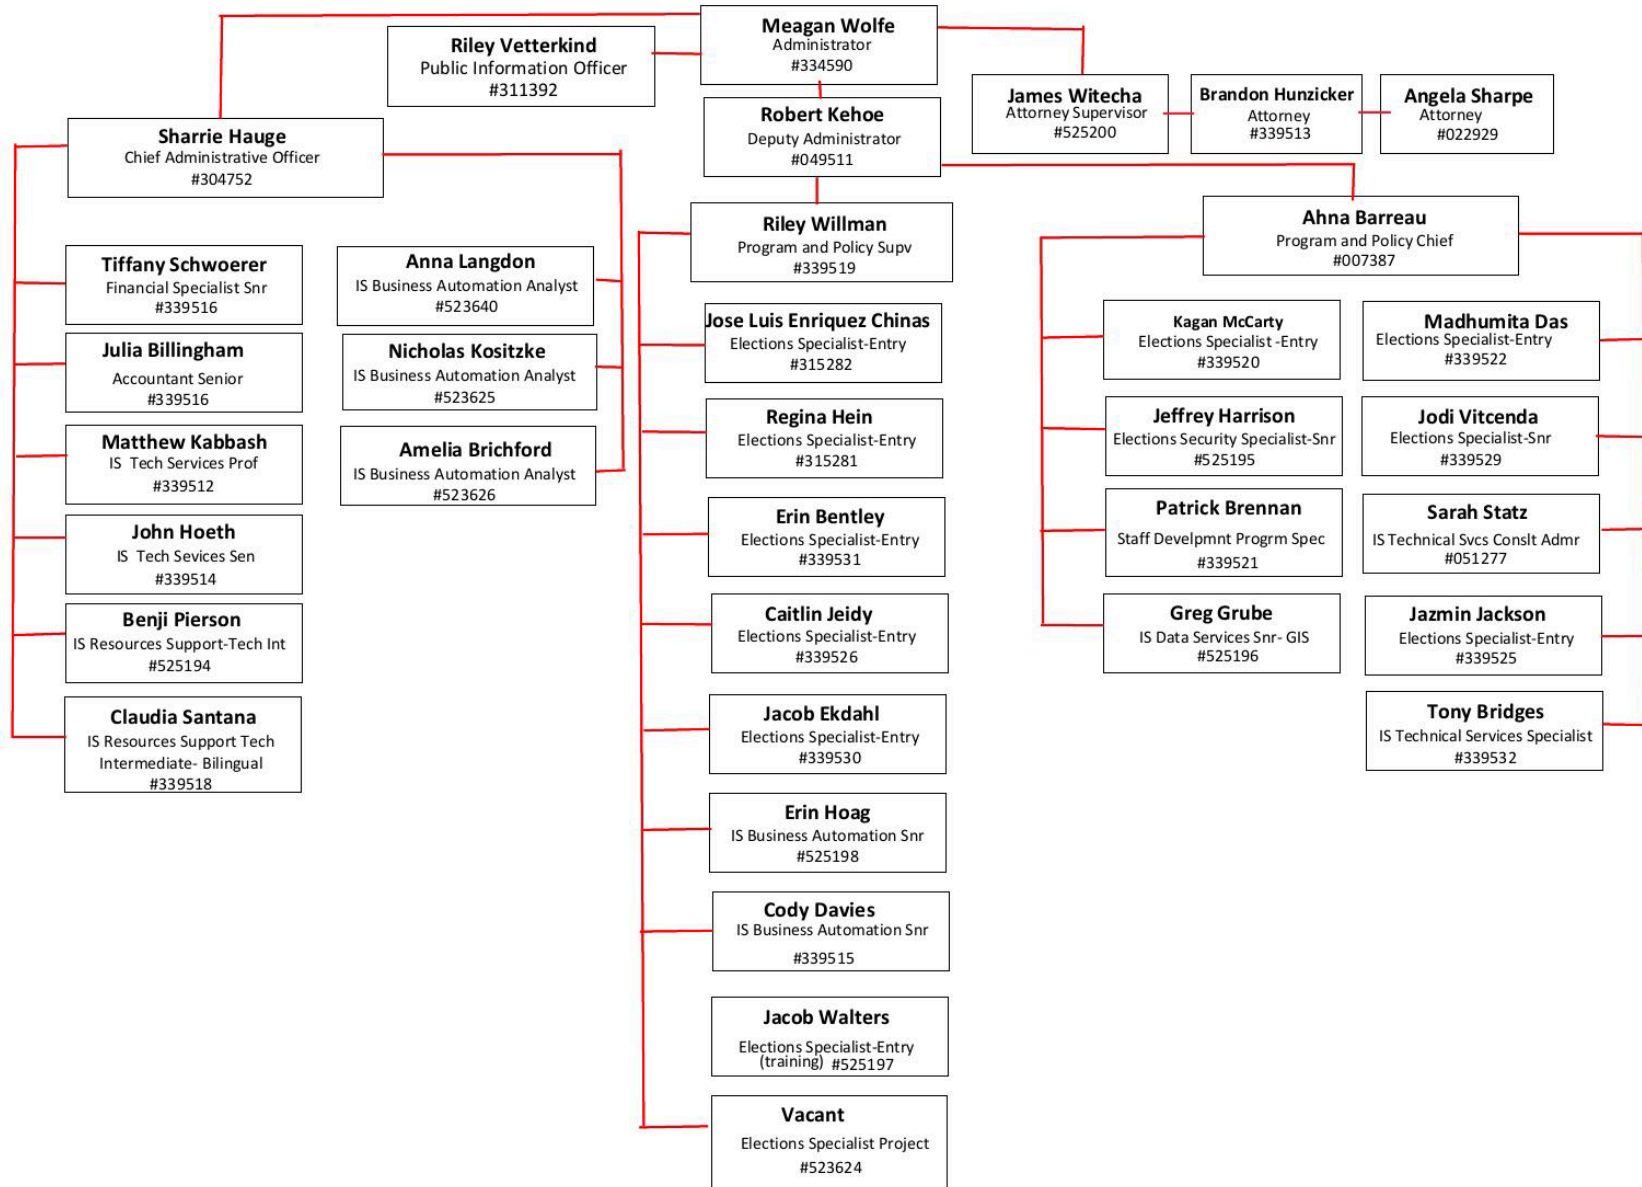 Meagan Wolfe
Administrator
#334590
Riley Vetterkind
Public Information Officer
#311392
James Witecha
Attorney Supervisor
#525200
Brandon Hunzicker
Attorney
#339513
Angela Sharpe
Attorney
#022929
Robert Kehoe
Deputy Administrator
#049511
Sharrie Hauge
Chief Administrative Officer
#304752
Tiffany Schwoerer
Financial Specialist Snr
#339516
Julia Billingham
Accountant Senior
#339516
Matthew Kabbash
IS Tech Services Prof
#339512
John Hoeth
IS Tech Sevices Sen
#339514
Benji Pierson
IS Resources Support-Tech Int
#525194
Claudia Santana
IS Resources Support Tech
Intermediate- Bilingual
#339518
Anna Langdon
IS Business Automation Analyst
#523640
Nicholas Kositzke
IS Business Automation Analyst
#523625
Amelia Brichford
IS Business Automation Analyst
#523626
Riley Willman
Program and Policy Supv
#339519
Jose Luis Enriquez Chinas
Elections Specialist-Entry
#315282
Regina Hein
Elections Specialist-Entry
#315281
Erin Bentley
Elections Specialist-Entry
#339531
Caitlin Jeidy
Elections Specialist-Entry
#339526
Jacob Ekdahl
Elections Specialist-Entry
#339530
Erin Hoag
IS Business Automation Snr
#525198
Cody Davies
IS Business Automation Snr
#339515
Jacob Walters
Elections Specialist-Entry
(training) #525197
Vacant
Elections Specialist Project
#523624
Ahna Barreau
Program and Policy Chief
#007387
Kagan McCarty
Elections Specialist -Entry
#339520
Jeffrey Harrison
Elections Security Specialist-Snr
#525195
Patrick Brennan
Staff Develpmnt Progrm Spec
#339521
Greg Grube
IS Data Services Snr- GIS
#525196
Madhumita Das
Elections Specialist-Entry
#339522
Jodi Vitcenda
Elections Specialist-Snr
#339529
Sarah Statz
IS Technical Svcs Conslt Admr
#051277
Jazmin Jackson
Elections Specialist-Entry
#339525
Tony Bridges
IS Technical Services Specialist
#339532